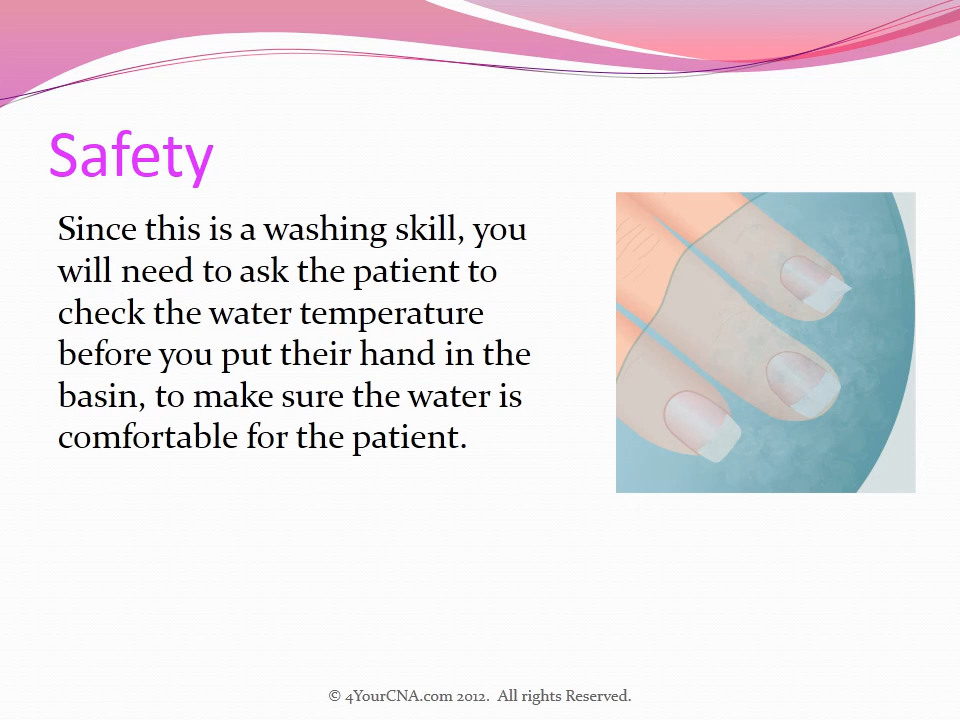 Safety
Since this is a washing skill, you
will need to ask the patient to
check the water temperature
before you put their hand in the
basin, to make sure the water is
comfortable for the patient.
© 4YourCNA.com 2012.  All rights Reserved.